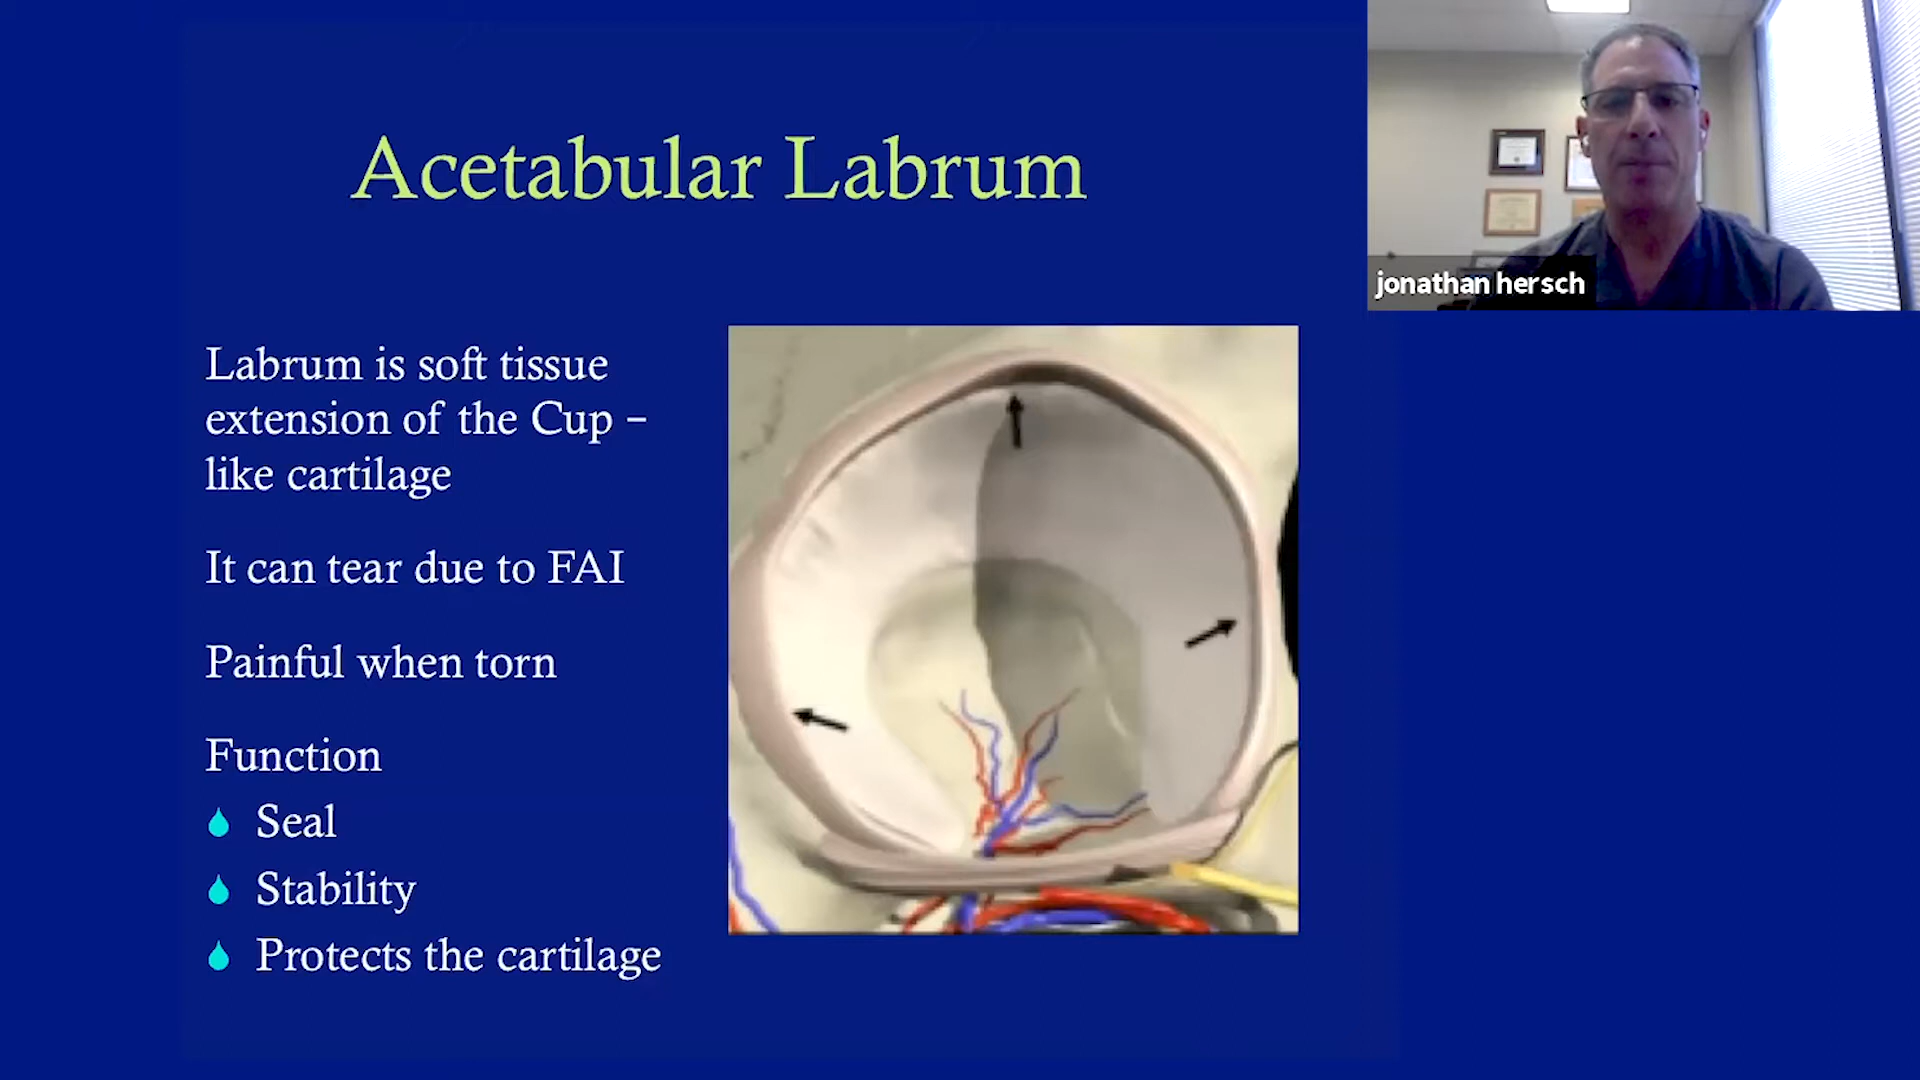 Acetabular Labrum
jonathan hersch
Labrum is soft tissue
extension of the Cup –
like cartilage
It can tear due to FAI
Painful when torn
Function
Seal
Stability
Protects the cartilage